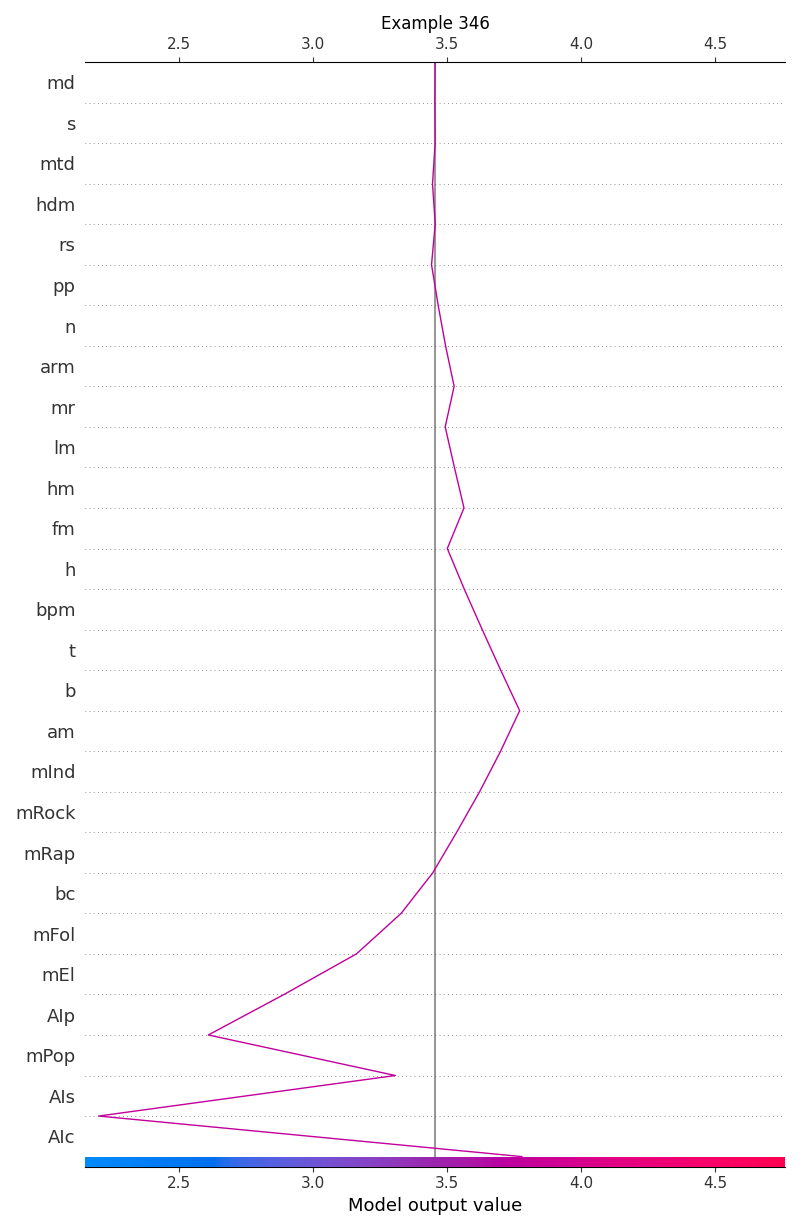 Example 346
2.5 3.0 3.5 4.0 4.5
md
s
mtd
hdm
rs
pp
n
arm
mr
lm
hm
fm
h
bpm
t
b
am
mInd
mRock
mRap
bc
mFol
mEl
AIp
mPop
AIs
AIc
2.5 3.0 3.5 4.0 4.5
Model output value